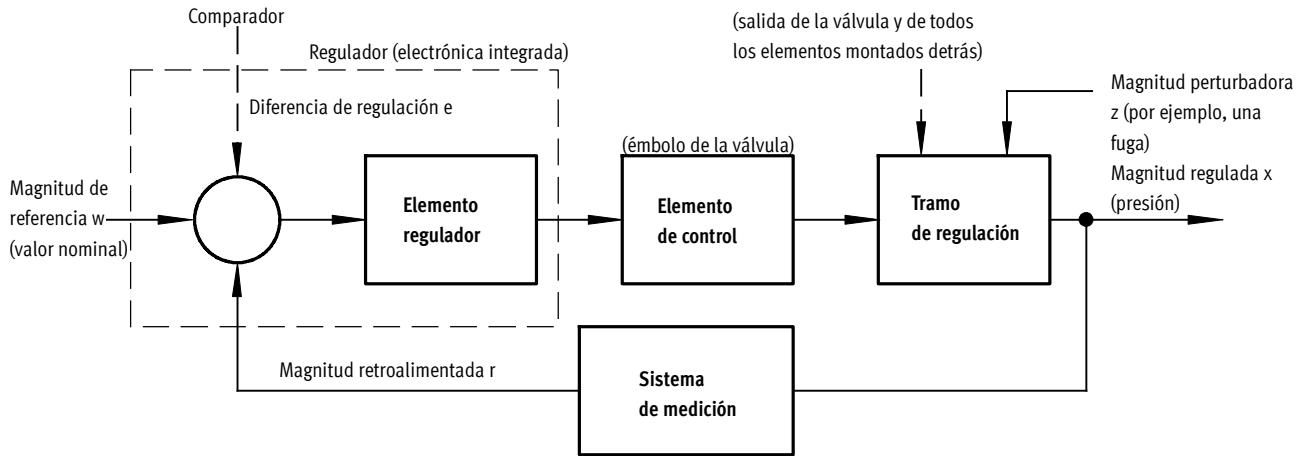 Comparador
Regulador (electrónica integrada)
Diferencia de regulación e
(salida de la válvula y de todos
los elementos montados detrás)
Magnitud perturbadora
z (por ejemplo, una
fuga)
Magnitud regulada x
(presión)
Magnitud de
referencia w
(valor nominal)
Elemento
regulador
(émbolo de la válvula)
Elemento
de control
Tramo
de regulación
Magnitud retroalimentada r
Sistema
de medición